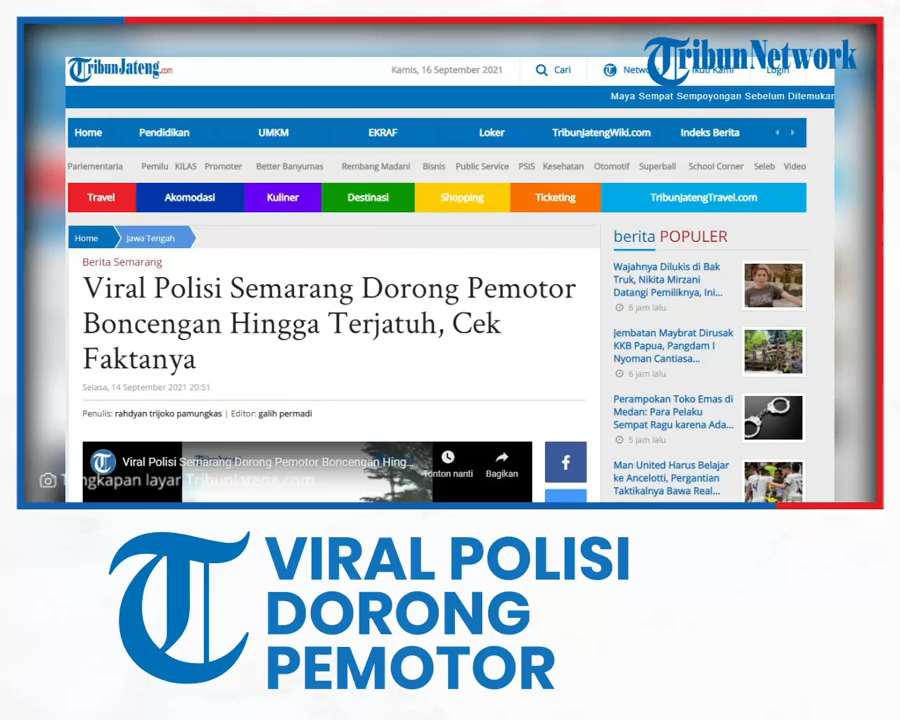 TribunNetwork
TribunJateng.com
Kamis, 16 September 2021
Cari
Network
Ikuti Kami
Login
Maya Sempat Sempoyongan Sebelum Ditemukan
Home Pendidikan UMKM EKRAF Loker TribunJatengWiki.com Indeks Berita
Parlementaria Pemilu KILAS Promoter Better Banyumas Rembang Madani Bisnis Public Service PSIS Kesehatan Otomotif Superball School Corner Seleb Video
Travel Akomodasi Kuliner Destinasi Shopping Ticketing TribunJatengTravel.com
Home Jawa Tengah
Berita Semarang
Viral Polisi Semarang Dorong Pemotor
Boncengan Hingga Terjatuh, Cek
Faktanya
Selasa, 14 September 2021 20:51
Penulis: rahdyan trijoko pamungkas | Editor: galih permadi
Viral Polisi Semarang Dorong Pemotor Boncengan Hing...
Tonton nanti
Bagikan
Tangkapan layar Tribunjateng.com
berita POPULER
Wajahnya Dilukis di Bak
Truk, Nikita Mirzani
Datangi Pemiliknya, Ini...
6 jam lalu
Jembatan Maybrat Dirusak
KKB Papua, Pangdam I
Nyoman Cantiasa...
6 jam lalu
Perampokan Toko Emas di
Medan: Para Pelaku
Sempat Ragu karena Ada...
5 jam lalu
Man United Harus Belajar
ke Ancelotti, Pergantian
Taktikalnya Bawa Real...
VIRAL POLISI
DORONG
PEMOTOR